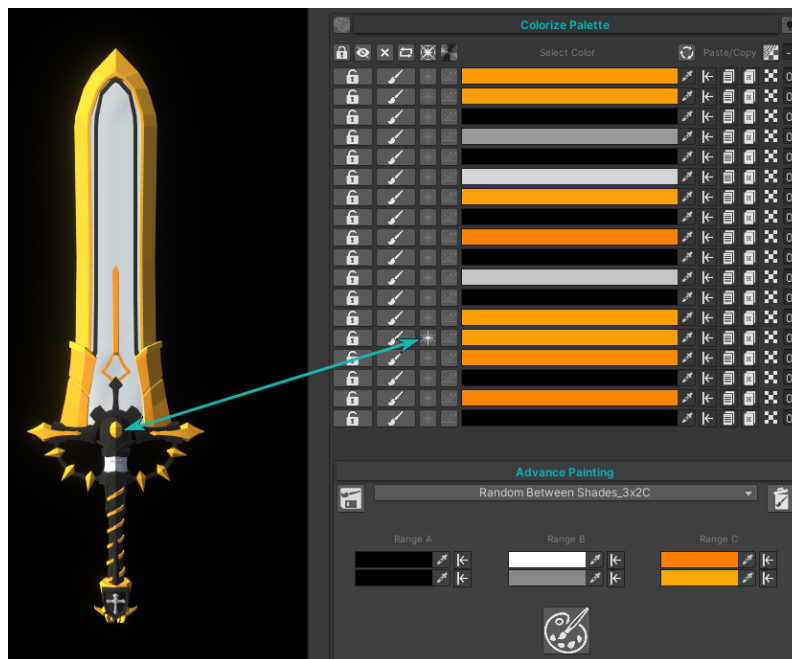 Colorize Palette
Select Color
Paste/Copy
Advance Painting
Random Between Shades_3x2C
Range A
Range B
Range C